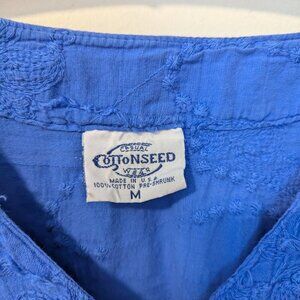 CASUAL
COTTONSEED
WEAR
MADE IN U.S.A
100% COTTON PRE-SHRUNK
M